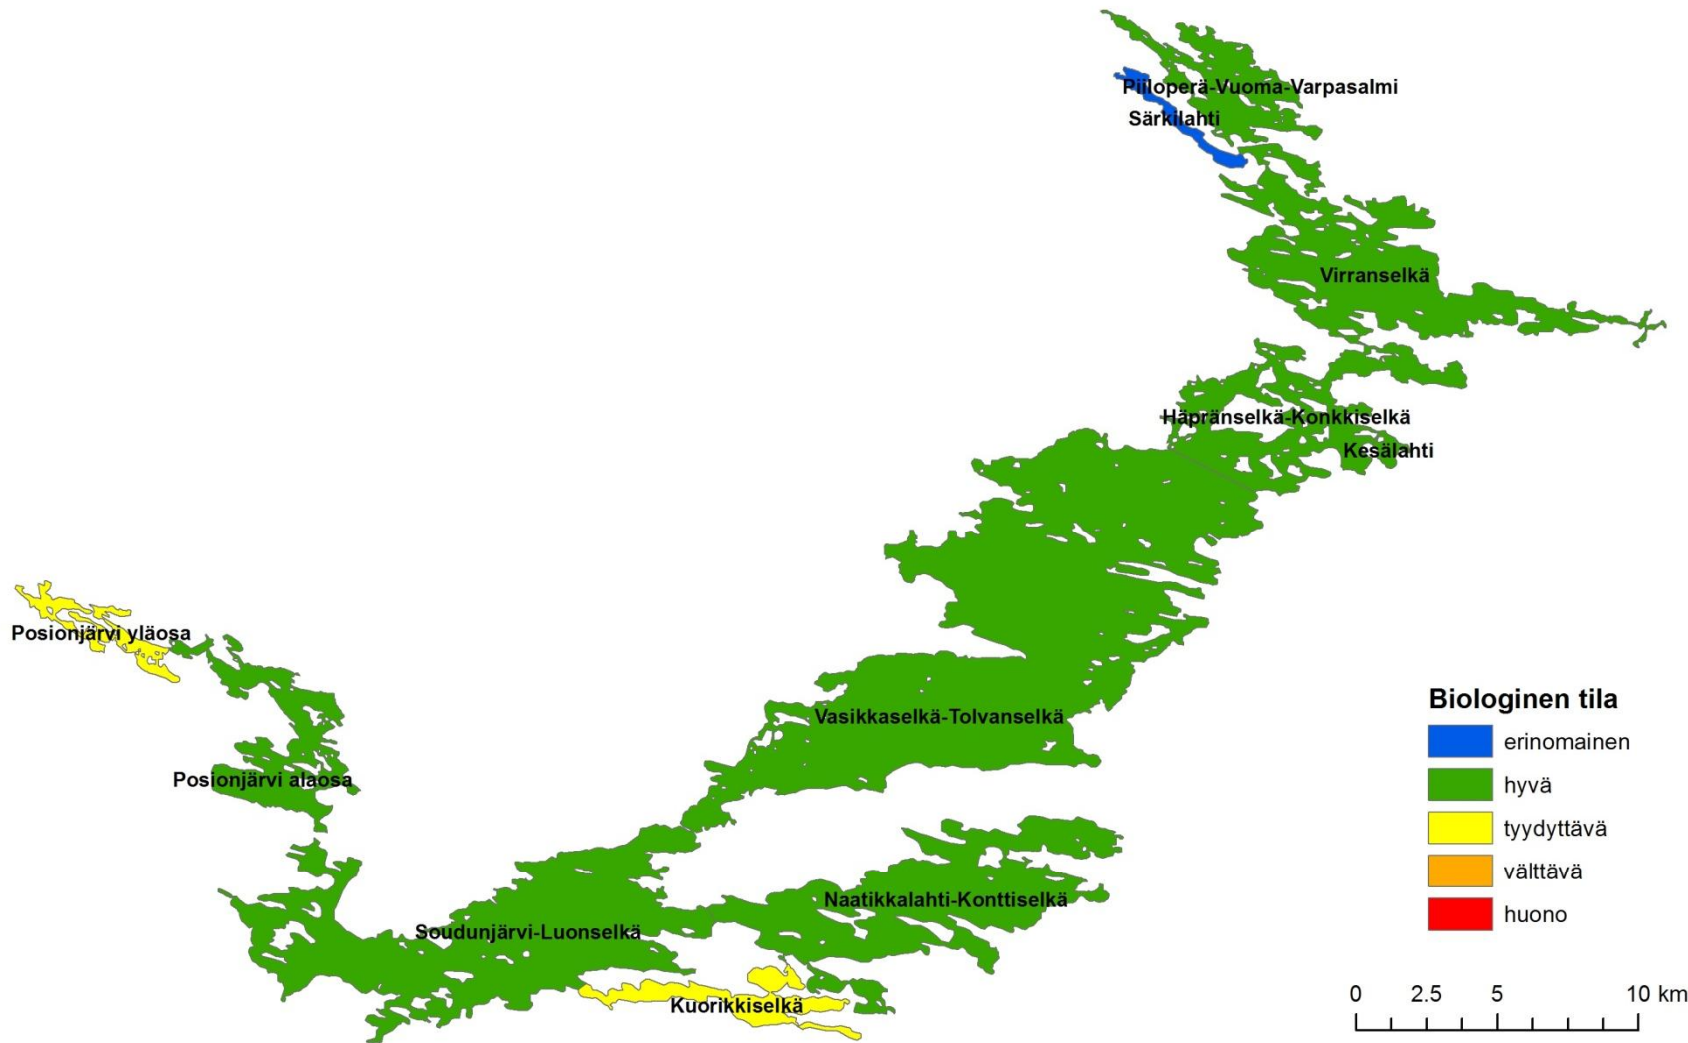 Piiloperä-Vuoma-Varpasalmi
Särkilahti
Virranselkä
Häpränselkä-Konkkiselkä
Kesälahti
Posionjärvi yläosa
Vasikkaselkä-Tolvanselkä
Posionjärvi alaosa
Naatikkalahti-Konttiselkä
Soudunjärvi-Luonselkä
Kuorikkiselkä
Biologinen tila
erinomainen
hyvä
tyydyttävä
välttävä
huono
0 2.5 5 10 km